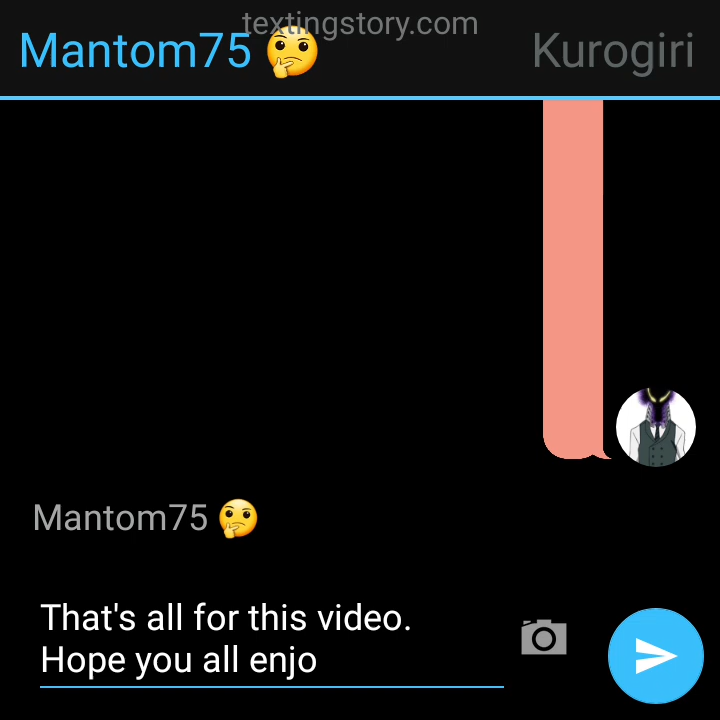 textingstory.com
Mantom75 🤔 Kurogiri
Mantom75 🤔
That's all for this video.
Hope you all enjo